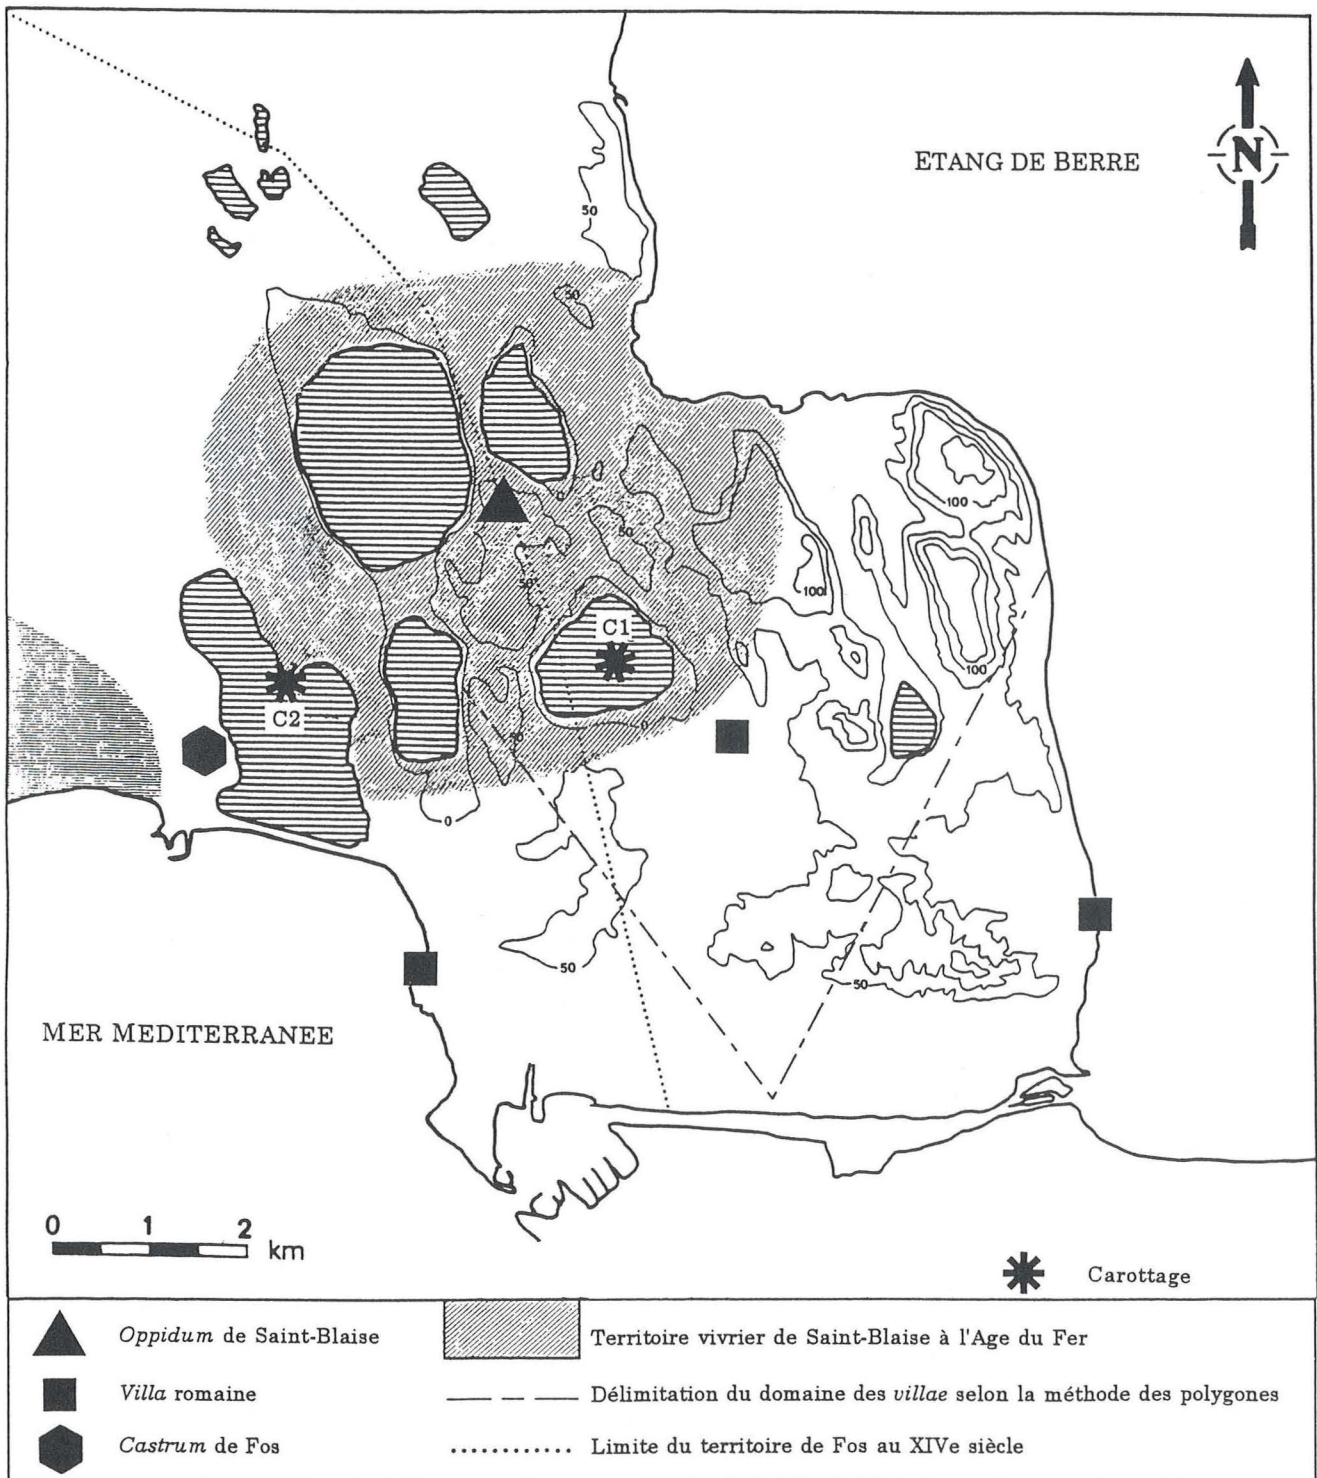 ETANG DE BERRE
N
50
50
100
0
50
50
100
C1
100
C2
0
50
0
50
50
MER MEDITERRANEE
0 1 2 km
Carottage
Oppidum de Saint-Blaise
Territoire vivrier de Saint-Blaise à l'Age du Fer
Villa romaine
Délimitation du domaine des villae selon la méthode des polygones
Castrum de Fos
Limite du territoire de Fos au XIVe siècle